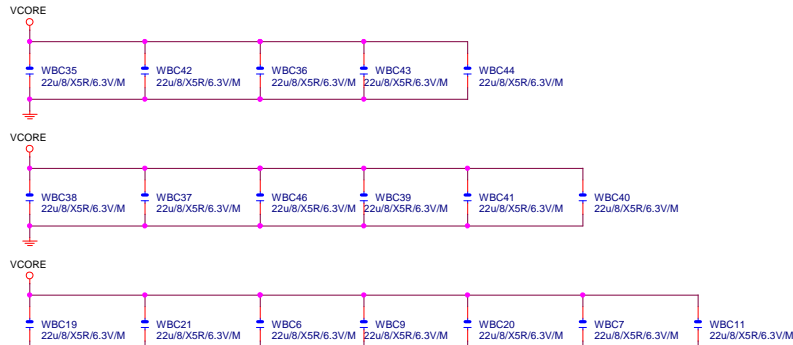 VCORE
WBC35 WBC42 WBC36 WBC43 WBC44
22u/8/X5R/6.3V/M 22u/8/X5R/6.3V/M 22u/8/X5R/6.3V/M 22u/8/X5R/6.3V/M 22u/8/X5R/6.3V/M
VCORE
WBC38 WBC37 WBC46 WBC39 WBC41 WBC40
22u/8/X5R/6.3V/M 22u/8/X5R/6.3V/M 22u/8/X5R/6.3V/M 22u/8/X5R/6.3V/M 22u/8/X5R/6.3V/M 22u/8/X5R/6.3V/M
VCORE
WBC19 WBC21 WBC6 WBC9 WBC20 WBC7 WBC11
22u/8/X5R/6.3V/M 22u/8/X5R/6.3V/M 22u/8/X5R/6.3V/M 22u/8/X5R/6.3V/M 22u/8/X5R/6.3V/M 22u/8/X5R/6.3V/M 22u/8/X5R/6.3V/M